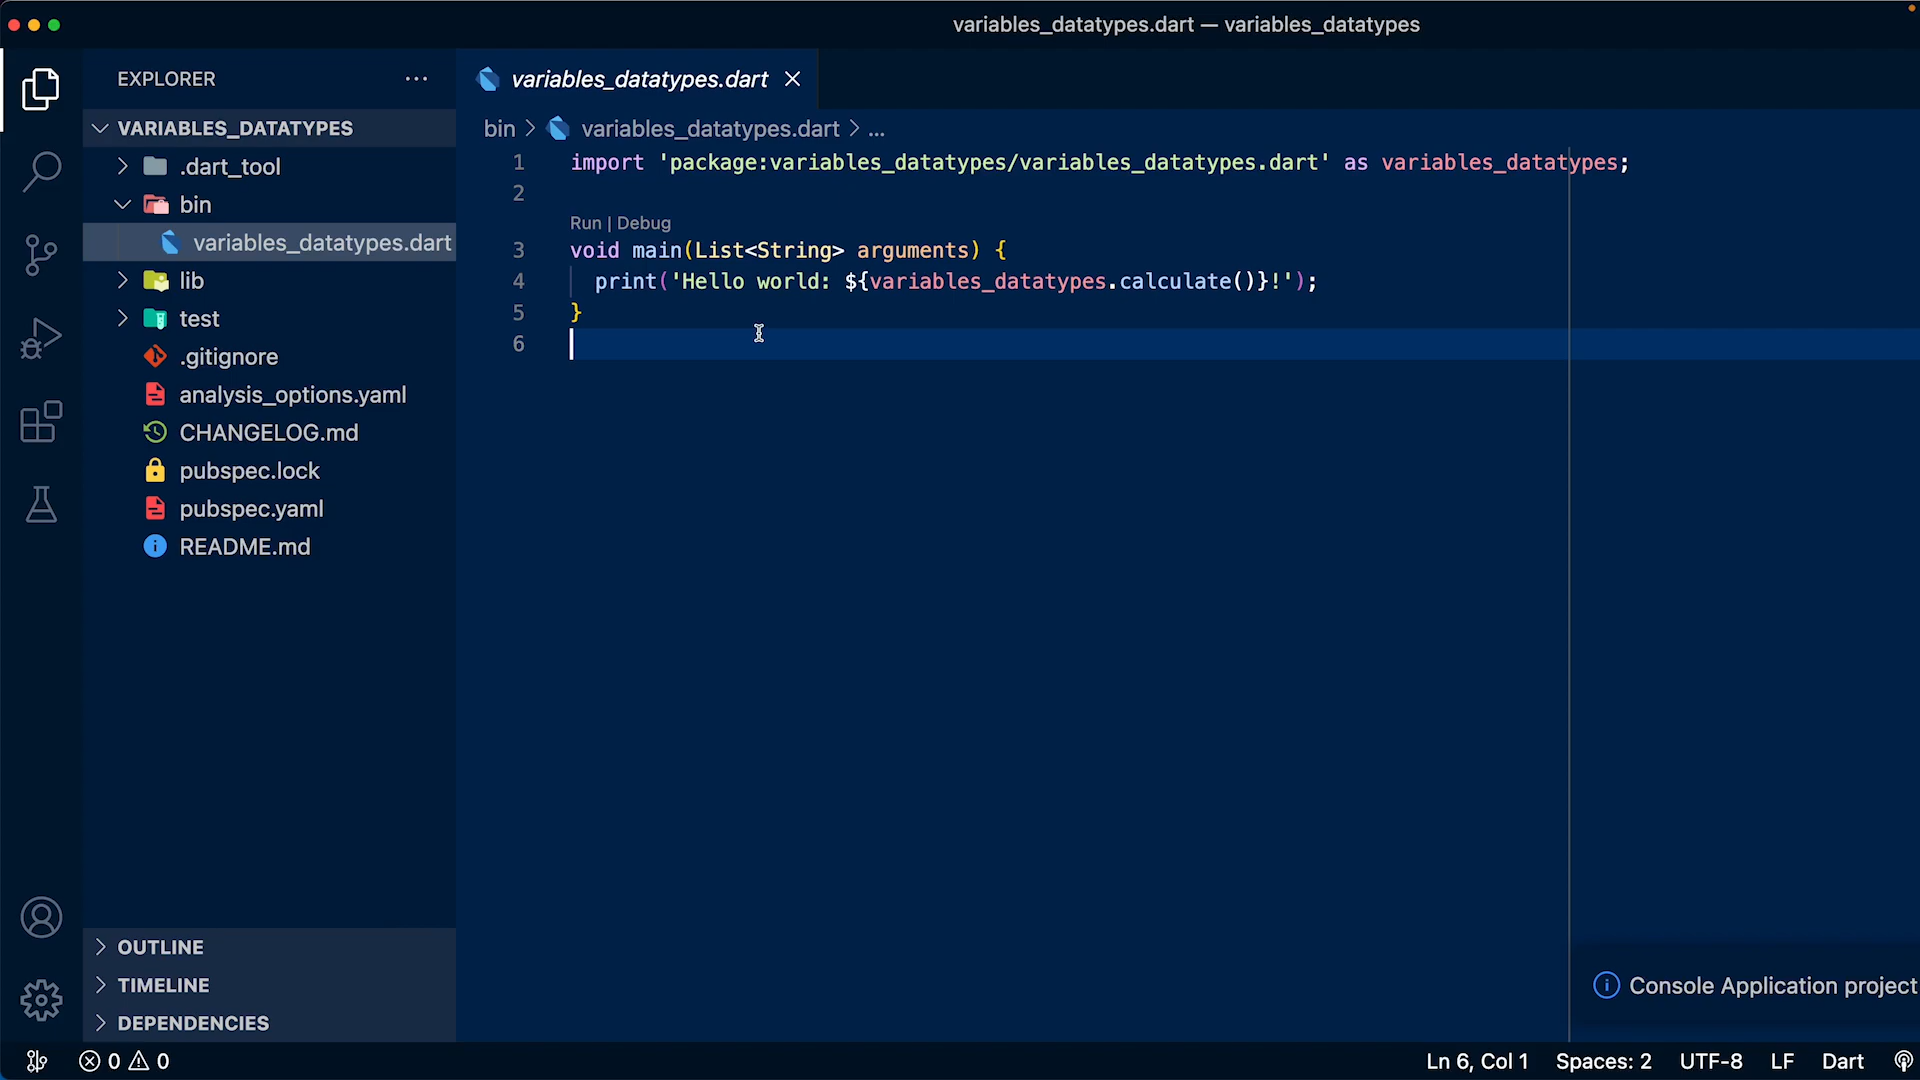 variables_datatypes.dart — variables_datatypes
EXPLORER
VARIABLES_DATATYPES
.dart_tool
bin
variables_datatypes.dart
lib
test
.gitignore
analysis_options.yaml
CHANGELOG.md
pubspec.lock
pubspec.yaml
README.md
OUTLINE
TIMELINE
DEPENDENCIES
variables_datatypes.dart
bin > variables_datatypes.dart > ...
1 import 'package:variables_datatypes/variables_datatypes.dart' as variables_datatypes;
2
Run | Debug
3 void main(List<String> arguments) {
4 print('Hello world: ${variables_datatypes.calculate()}!');
5 }
6
Console Application project
0 0
Ln 6, Col 1 Spaces: 2 UTF-8 LF Dart